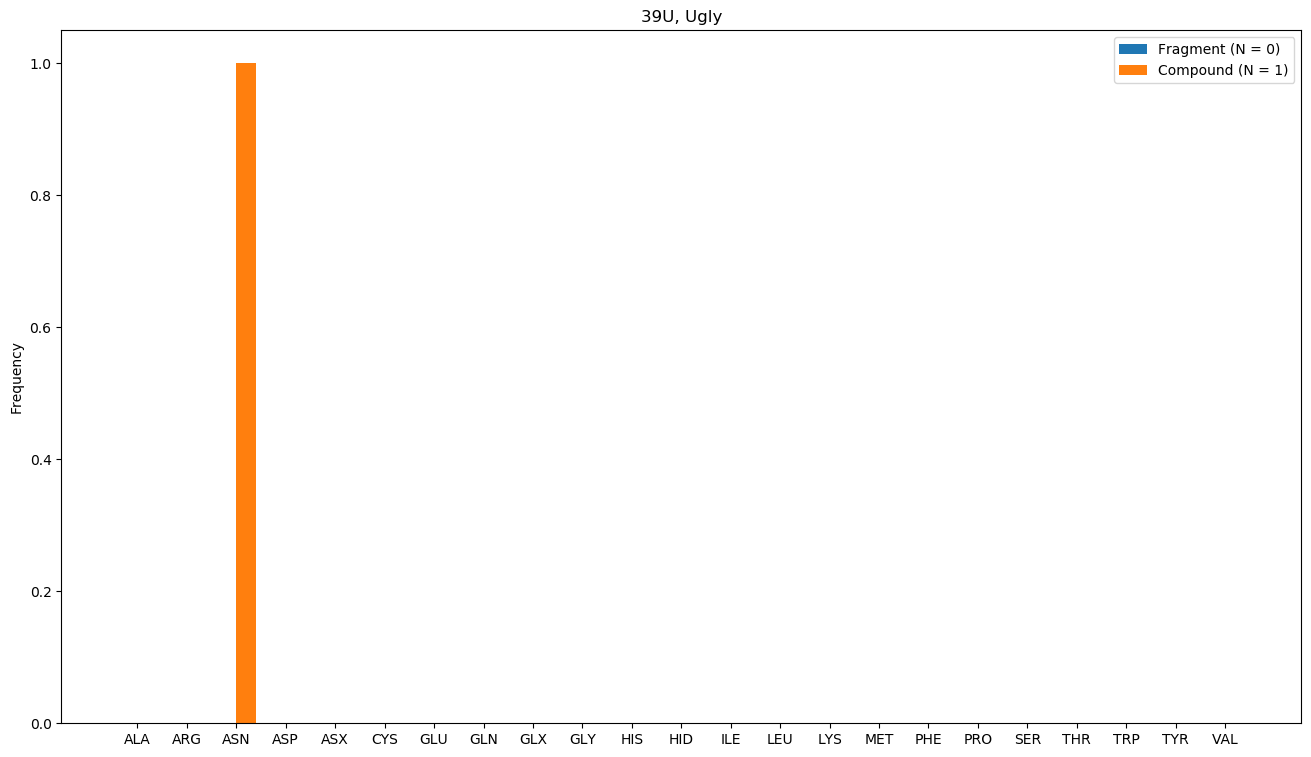 39U, Ugly
Fragment (N = 0)
Compound (N = 1)
1.0
0.8
0.6
0.4
0.2
0.0
Frequency
ALA ARG ASN ASP ASX CYS GLU GLN GLX GLY HIS HID ILE LEU LYS MET PHE PRO SER THR TRP TYR VAL